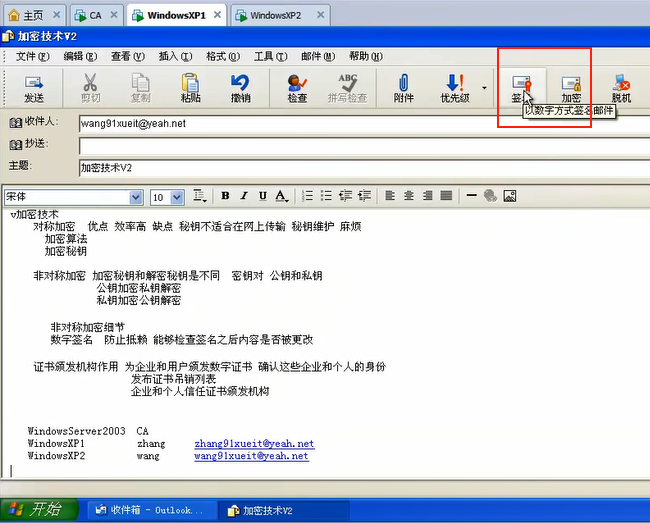 主页 CA WindowsXP1 WindowsXP2
加密技术V2
文件(F) 编辑(E) 查看(V) 插入(I) 格式(O) 工具(T) 邮件(M) 帮助(H)
发送 剪切 复制 粘贴 撤销 检查 拼写检查 附件 优先级 签 加密 脱机
ABC
以数字方式签名邮件
收件人: wang91xueit@yeah.net
抄送:
主题: 加密技术V2
宋体 10 B I U A
加密技术
对称加密 优点 效率高 缺点 秘钥不适合在网上传输 秘钥维护 麻烦
加密算法
加密秘钥
非对称加密 加密秘钥和解密秘钥是不同 密钥对 公钥和私钥
公钥加密私钥解密
私钥加密公钥解密
非对称加密细节
数字签名 防止抵赖 能够检查签名之后内容是否被更改
证书颁发机构作用 为企业和用户颁发数字证书 确认这些企业和个人的身份
发布证书吊销列表
企业和个人信任证书颁发机构
WindowsServer2003 CA
WindowsXP1 zhang zhang91xueit@yeah.net
WindowsXP2 wang wang91xueit@yeah.net
开始 收件箱 - Outlook... 加密技术V2